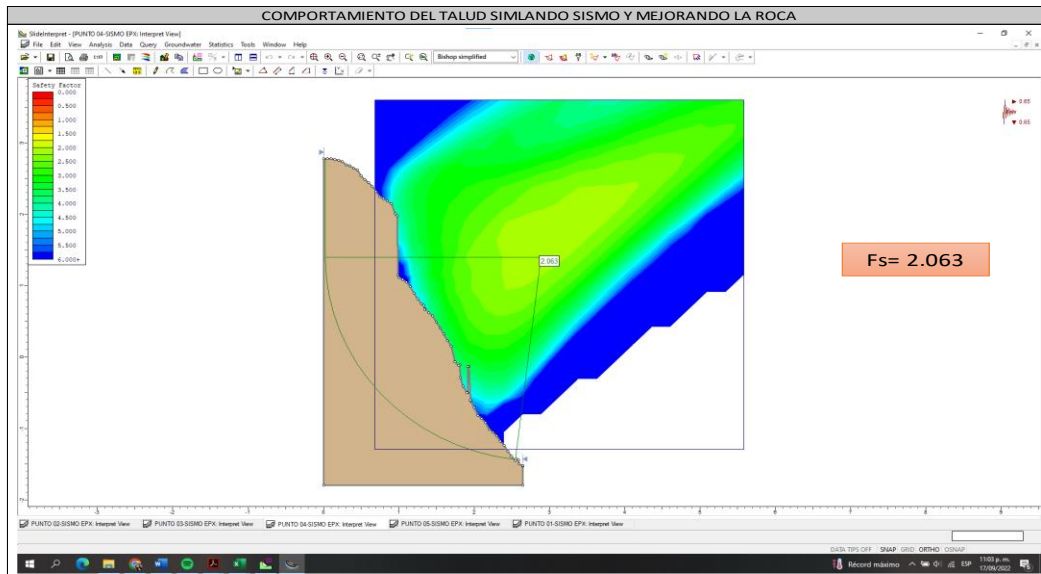 COMPORTAMIENTO DEL TALUD SIMLANDO SISMO Y MEJORANDO LA ROCA
SlideInterpret - [PUNTO 04-SISMO EPX: Interpret View]
File Edit View Analysis Data Query Groundwater Statistics Tools Window Help
Bishop simplified
Safety Factor
0.000
0.500
1.000
1.500
2.000
2.500
3.000
3.500
4.000
4.500
5.000
5.500
6.000+
0.65
0.65
2.063
Fs= 2.063
PUNTO 02-SISMO EPX: Interpret View
PUNTO 03-SISMO EPX: Interpret View
PUNTO 04-SISMO EPX: Interpret View
PUNTO 05-SISMO EPX: Interpret View
PUNTO 01-SISMO EPX: Interpret View
DATA TIPS OFF SNAP GRID ORTHO OSNAP
Récord máximo
ESP
11:03 p. m.
17/09/2022